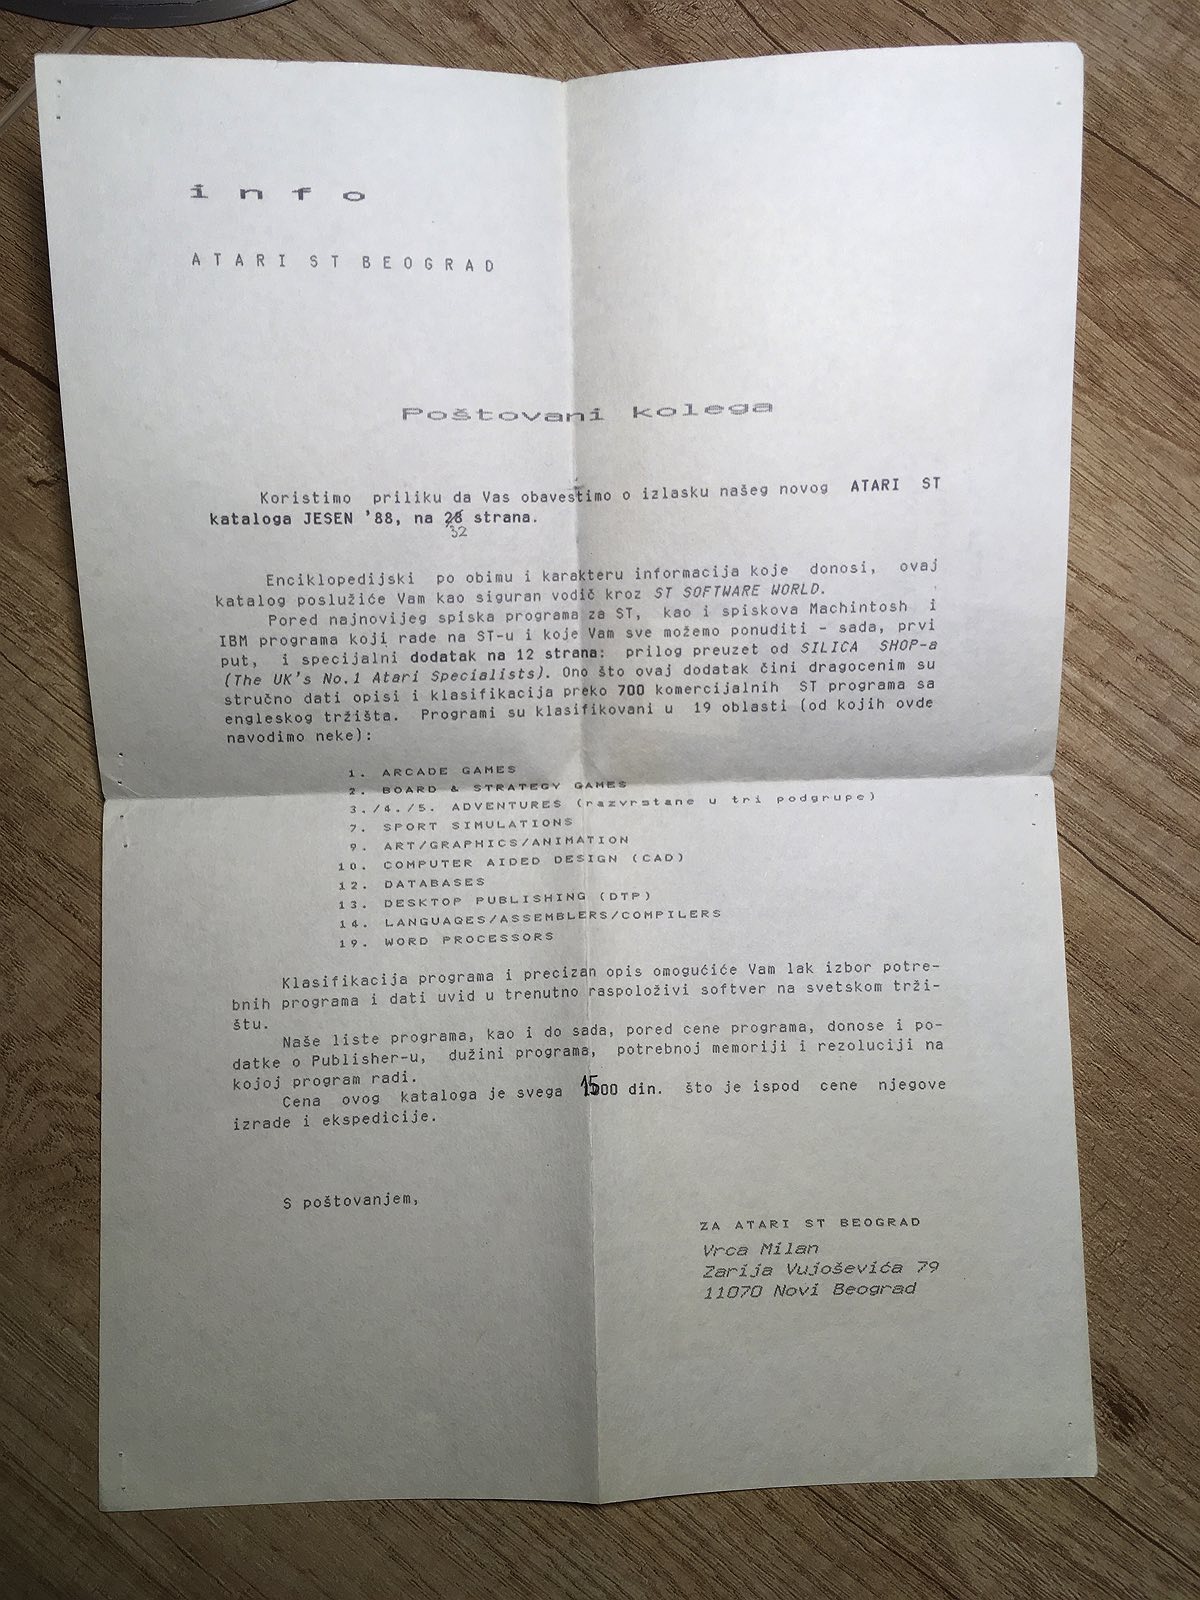 info
ATARI ST BEOGRAD
Poštovani kolega
Koristimo priliku da Vas obavestimo o izlasku našeg novog ATARI ST
kataloga JESEN '88, na 28 strana.
32
Enciklopedijski po obimu i karakteru informacija koje donosi, ovaj
katalog poslužiće Vam kao siguran vodič kroz ST SOFTWARE WORLD.
Pored najnovijeg spiska programa za ST, kao i spiskova Machintosh i
IBM programa koji rade na ST-u i koje Vam sve možemo ponuditi - sada, prvi
put, i specijalni dodatak na 12 strana: prilog preuzet od SILICA SHOP-a
(The UK's No.1 Atari Specialists). Ono što ovaj dodatak čini dragocenim su
stručno dati opisi i klasifikacija preko 700 komercijalnih ST programa sa
engleskog tržišta. Programi su klasifikovani u 19 oblasti (od kojih ovde
navodimo neke):
1. ARCADE GAMES
2. BOARD & STRATEGY GAMES
3./4./5. ADVENTURES (razvrstane u tri podgrupe)
7. SPORT SIMULATIONS
9. ART/GRAPHICS/ANIMATION
10. COMPUTER AIDED DESIGN (CAD)
12. DATABASES
13. DESKTOP PUBLISHING (DTP)
14. LANGUAGES/ASSEMBLERS/COMPILERS
19. WORD PROCESSORS
Klasifikacija programa i precizan opis omogućiće Vam lak izbor potre-
bnih programa i dati uvid u trenutno raspoloživi softver na svetskom trži-
štu.
Naše liste programa, kao i do sada, pored cene programa, donose i po-
datke o Publisher-u, dužini programa, potrebnoj memoriji i rezoluciji na
kojoj program radi.
Cena ovog kataloga je svega 1500 din. što je ispod cene njegove
izrade i ekspedicije.
S poštovanjem,
ZA ATARI ST BEOGRAD
Vrca Milan
Zarija Vujoševića 79
11070 Novi Beograd